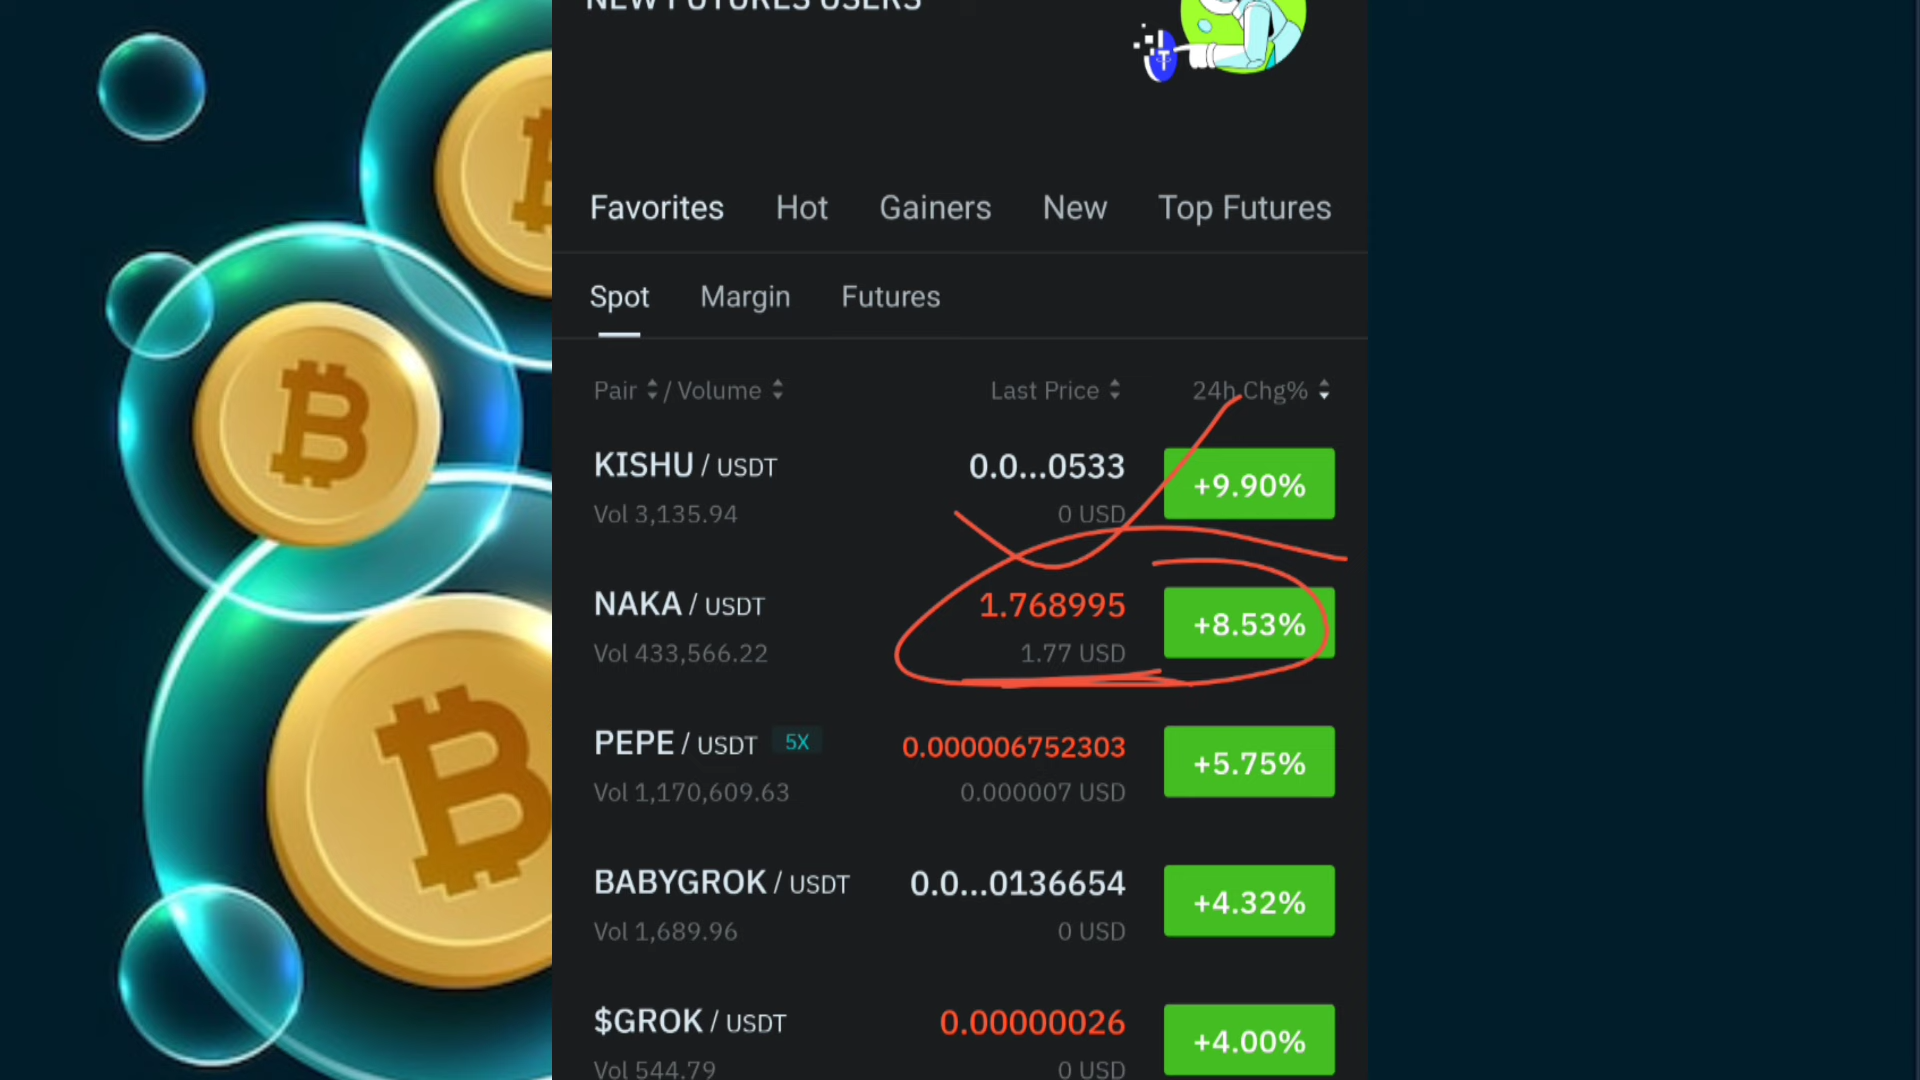 NEW FUTURES USERS
Favorites Hot Gainers New Top Futures
Spot Margin Futures
Pair / Volume Last Price 24h Chg%
KISHU / USDT 0.0...0533 +9.90%
Vol 3,135.94 0 USD
NAKA / USDT 1.768995 +8.53%
Vol 433,566.22 1.77 USD
PEPE / USDT 5X 0.000006752303 +5.75%
Vol 1,170,609.63 0.000007 USD
BABYGROK / USDT 0.0...0136654 +4.32%
Vol 1,689.96 0 USD
$GROK / USDT 0.00000026 +4.00%
Vol 544.79 0 USD